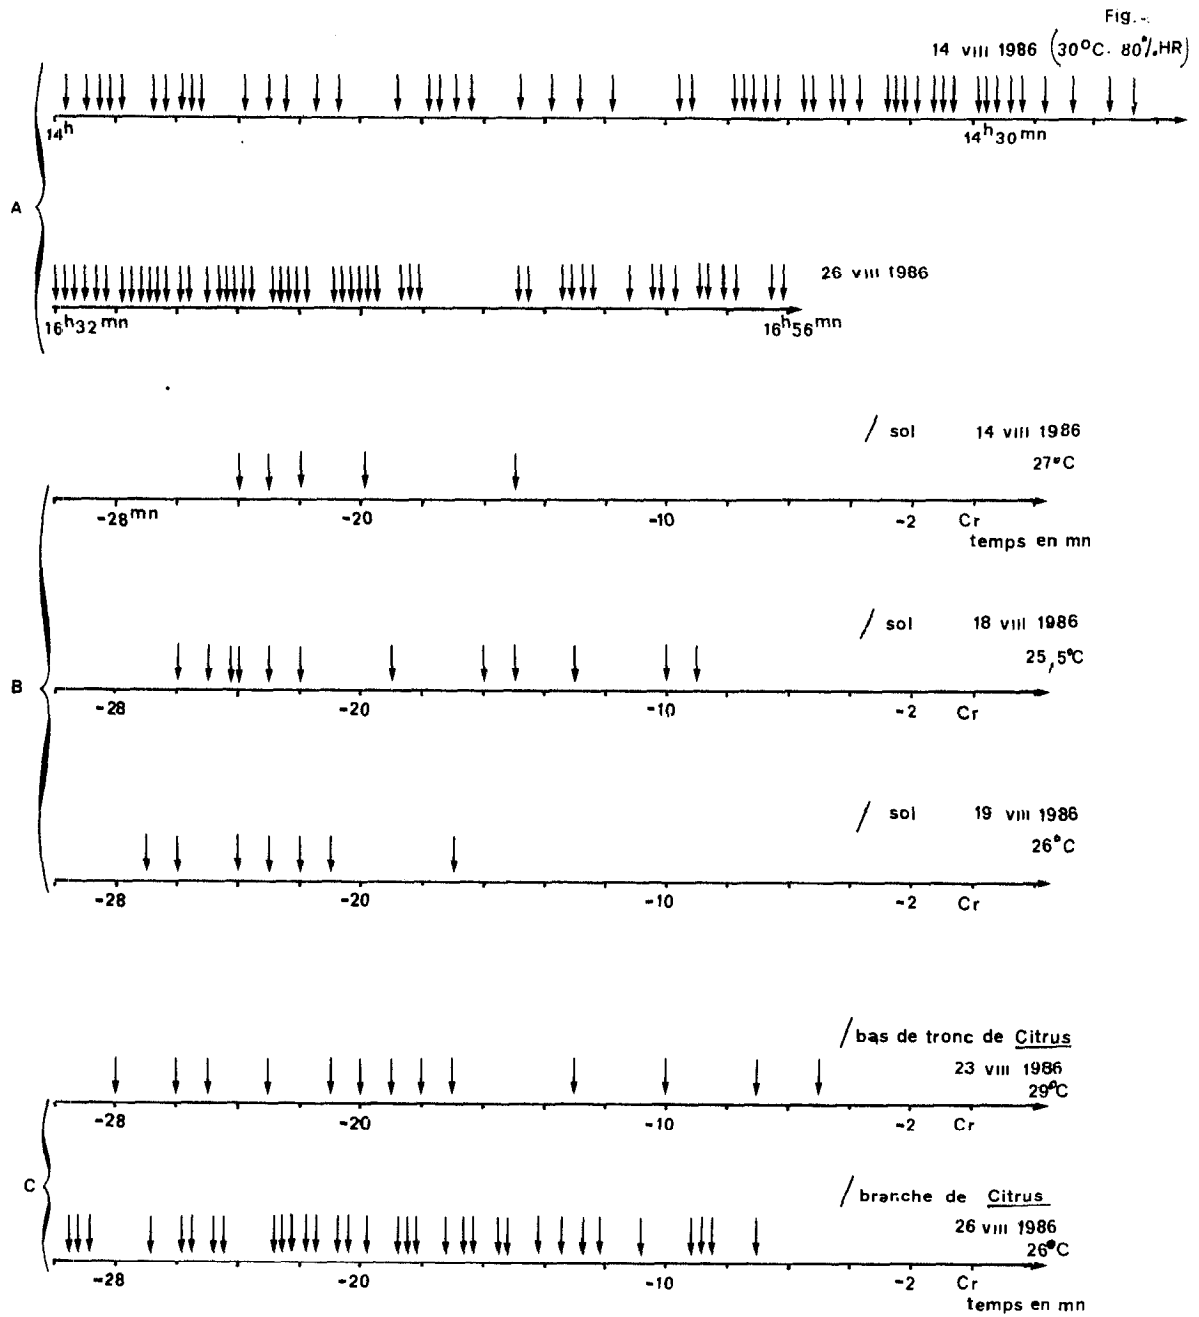 Fig.-
14 VIII 1986 (30°C. 80%.HR)
14h
14h30mn
A
26 VIII 1986
16h32mn
16h56mn
/ sol 14 VIII 1986
27°C
-28mn -20 -10 -2 Cr
temps en mn
/ sol 18 VIII 1986
25,5°C
B
-28 -20 -10 -2 Cr
/ sol 19 VIII 1986
26°C
-28 -20 -10 -2 Cr
/ bas de tronc de Citrus
23 VIII 1986
29°C
-28 -20 -10 -2 Cr
C
/ branche de Citrus
26 VIII 1986
26°C
-28 -20 -10 -2 Cr
temps en mn